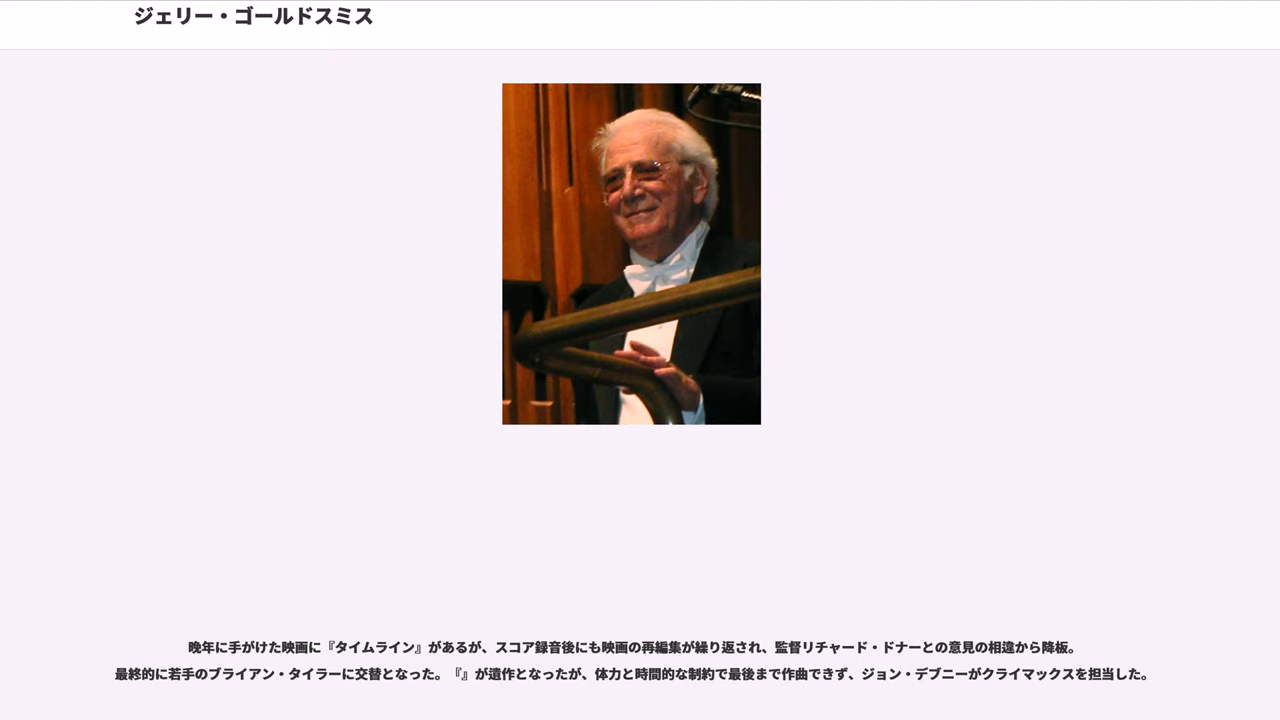 ジェリー・ゴールドスミス
晩年に手がけた映画に『タイムライン』があるが、スコア録音後にも映画の再編集が繰り返され、監督リチャード・ドナーとの意見の相違から降板。
最終的に若手のブライアン・タイラーに交替となった。『』が遺作となったが、体力と時間的な制約で最後まで作曲できず、ジョン・デブニーがクライマックスを担当した。